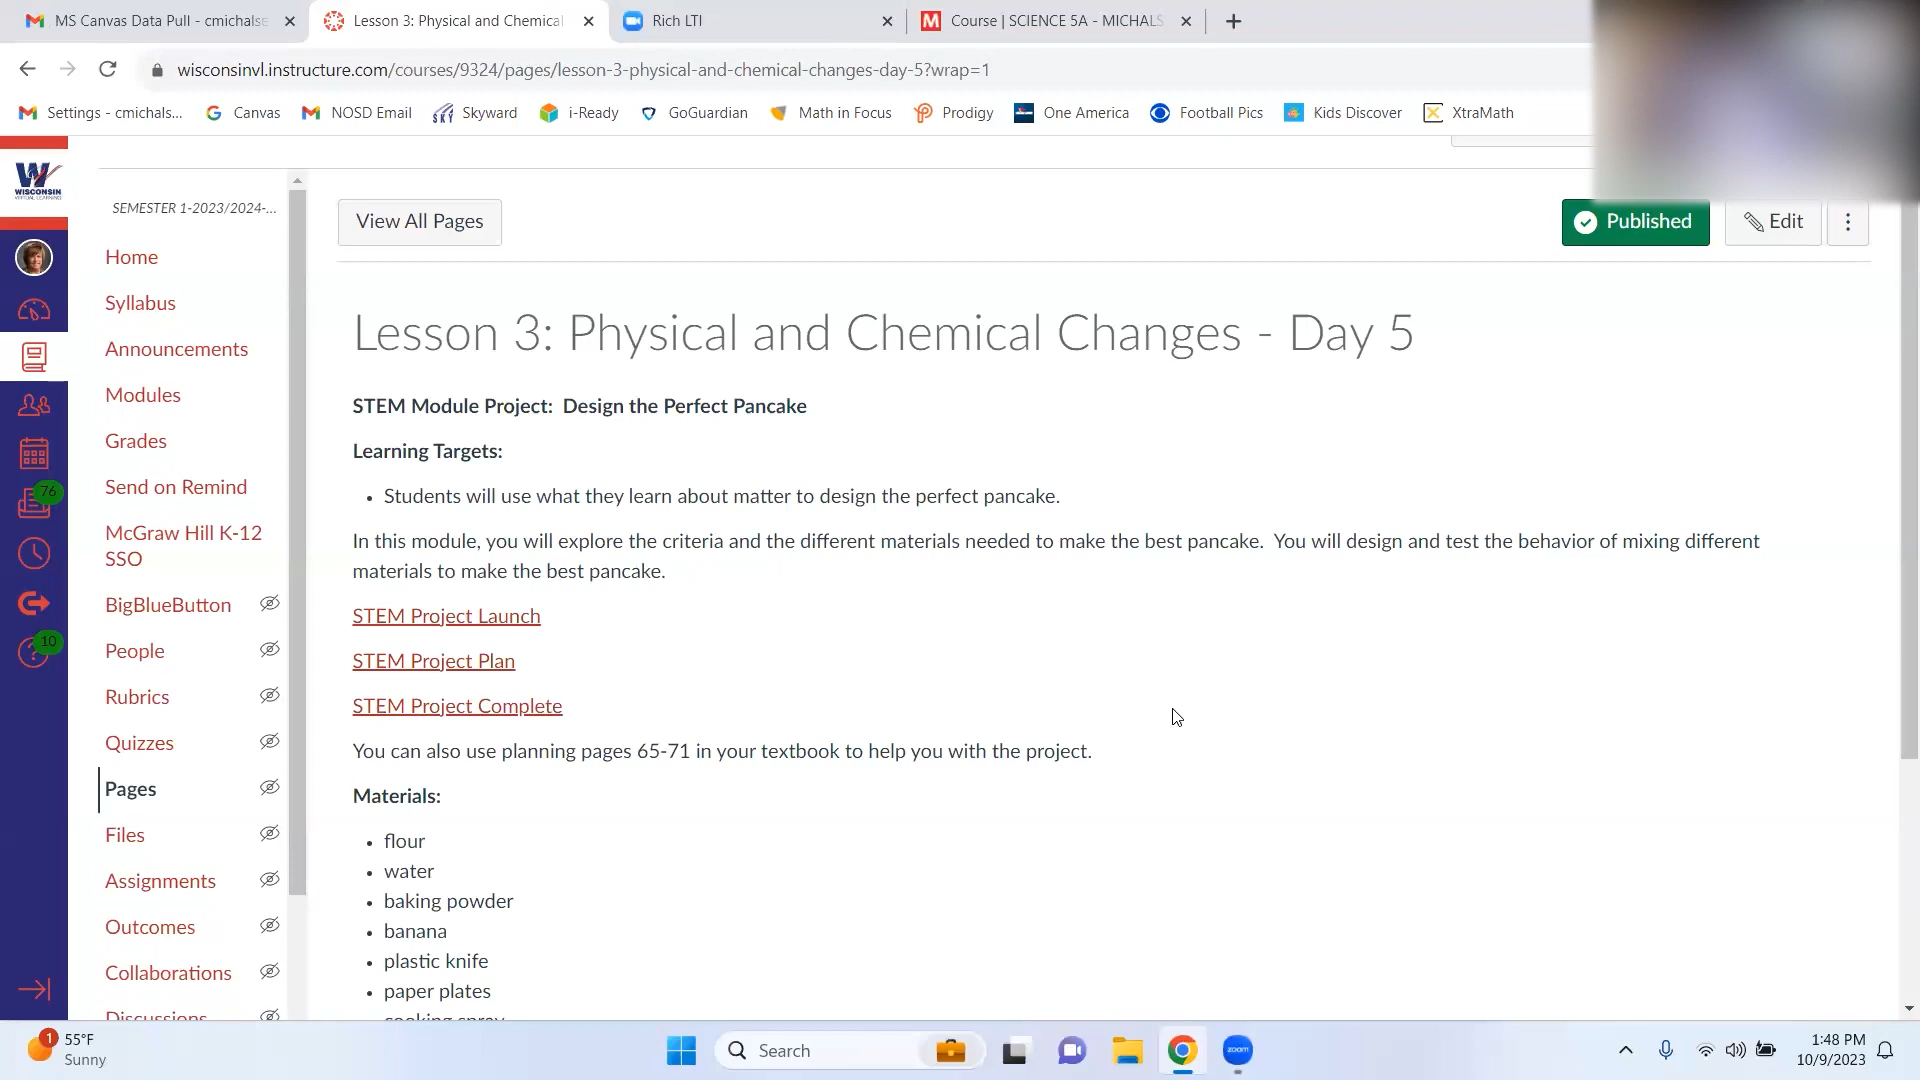 MS Canvas Data Pull - cmichalse
Lesson 3: Physical and Chemical
Rich LTI
Course | SCIENCE 5A - MICHALS
wisconsinvl.instructure.com/courses/9324/pages/lesson-3-physical-and-chemical-changes-day-5?wrap=1
Settings - cmichals...
Canvas
NOSD Email
Skyward
i-Ready
GoGuardian
Math in Focus
Prodigy
One America
Football Pics
Kids Discover
XtraMath
W
WISCONSIN
VIRTUAL LEARNING
76
10
SEMESTER 1-2023/2024-...
Home
Syllabus
Announcements
Modules
Grades
Send on Remind
McGraw Hill K-12
SSO
BigBlueButton
People
Rubrics
Quizzes
Pages
Files
Assignments
Outcomes
Collaborations
Discussions
View All Pages
Published
Edit
Lesson 3: Physical and Chemical Changes - Day 5
STEM Module Project:  Design the Perfect Pancake
Learning Targets:
• Students will use what they learn about matter to design the perfect pancake.
In this module, you will explore the criteria and the different materials needed to make the best pancake.  You will design and test the behavior of mixing different
materials to make the best pancake.
STEM Project Launch
STEM Project Plan
STEM Project Complete
You can also use planning pages 65-71 in your textbook to help you with the project.
Materials:
• flour
• water
• baking powder
• banana
• plastic knife
• paper plates
• cooking spray
1
55°F
Sunny
Search
zoom
1:48 PM
10/9/2023